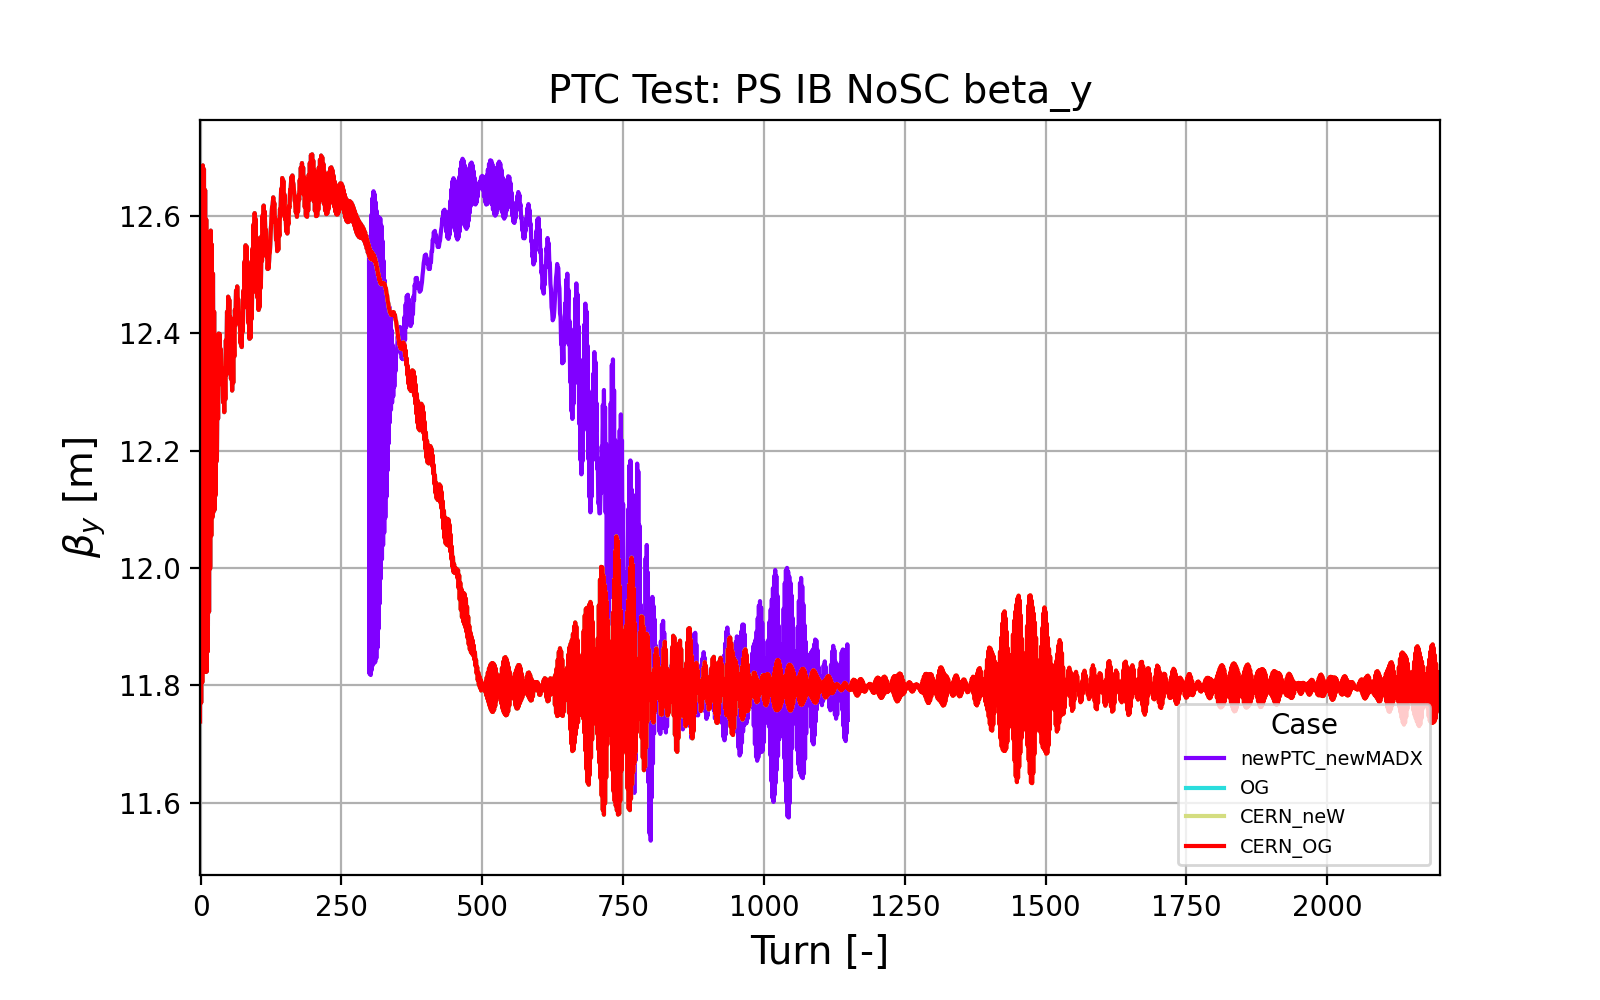 PTC Test: PS IB NoSC beta_y
β_y [m]
12.6
12.4
12.2
12.0
11.8
11.6
0 250 500 750 1000 1250 1500 1750 2000
Turn [-]
Case
newPTC_newMADX
OG
CERN_neW
CERN_OG